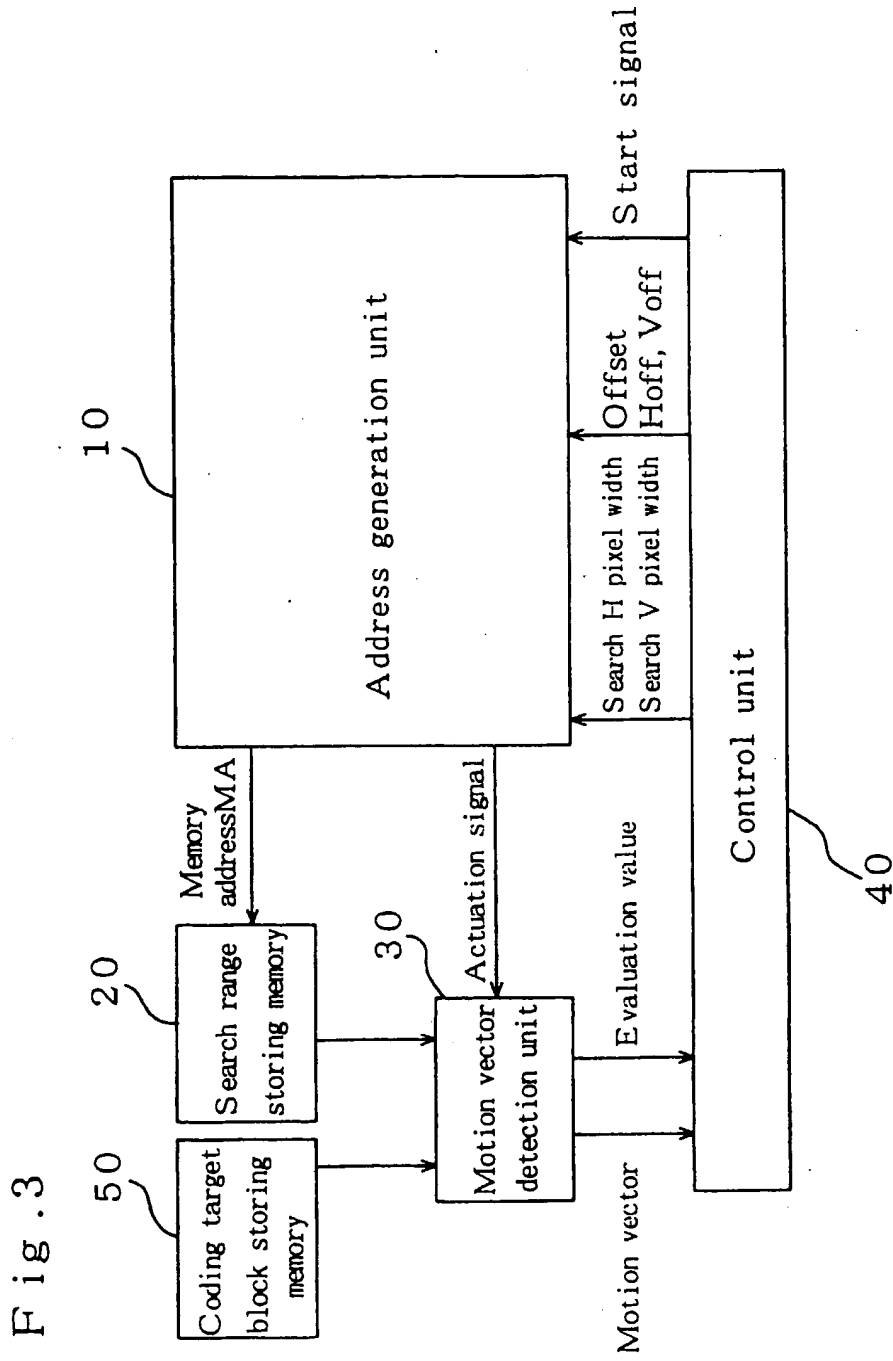 Fig.3
50
Coding target
block storing
memory
20
Search range
storing memory
Memory
addressMA
10
Address generation unit
30
Motion vector
detection unit
Actuation signal
Search H pixel width
Search V pixel width
Offset
Hoff, Voff
Start signal
Motion vector
Evaluation value
Control unit
40